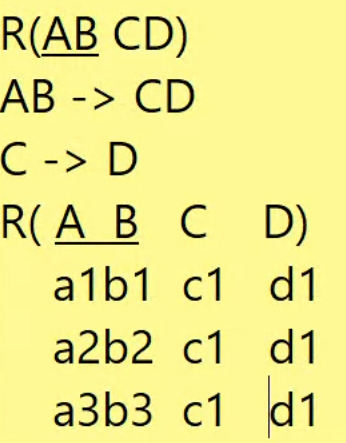 R(AB CD)
AB -> CD
C -> D
R( A B C D)
a1b1 c1 d1
a2b2 c1 d1
a3b3 c1 d1